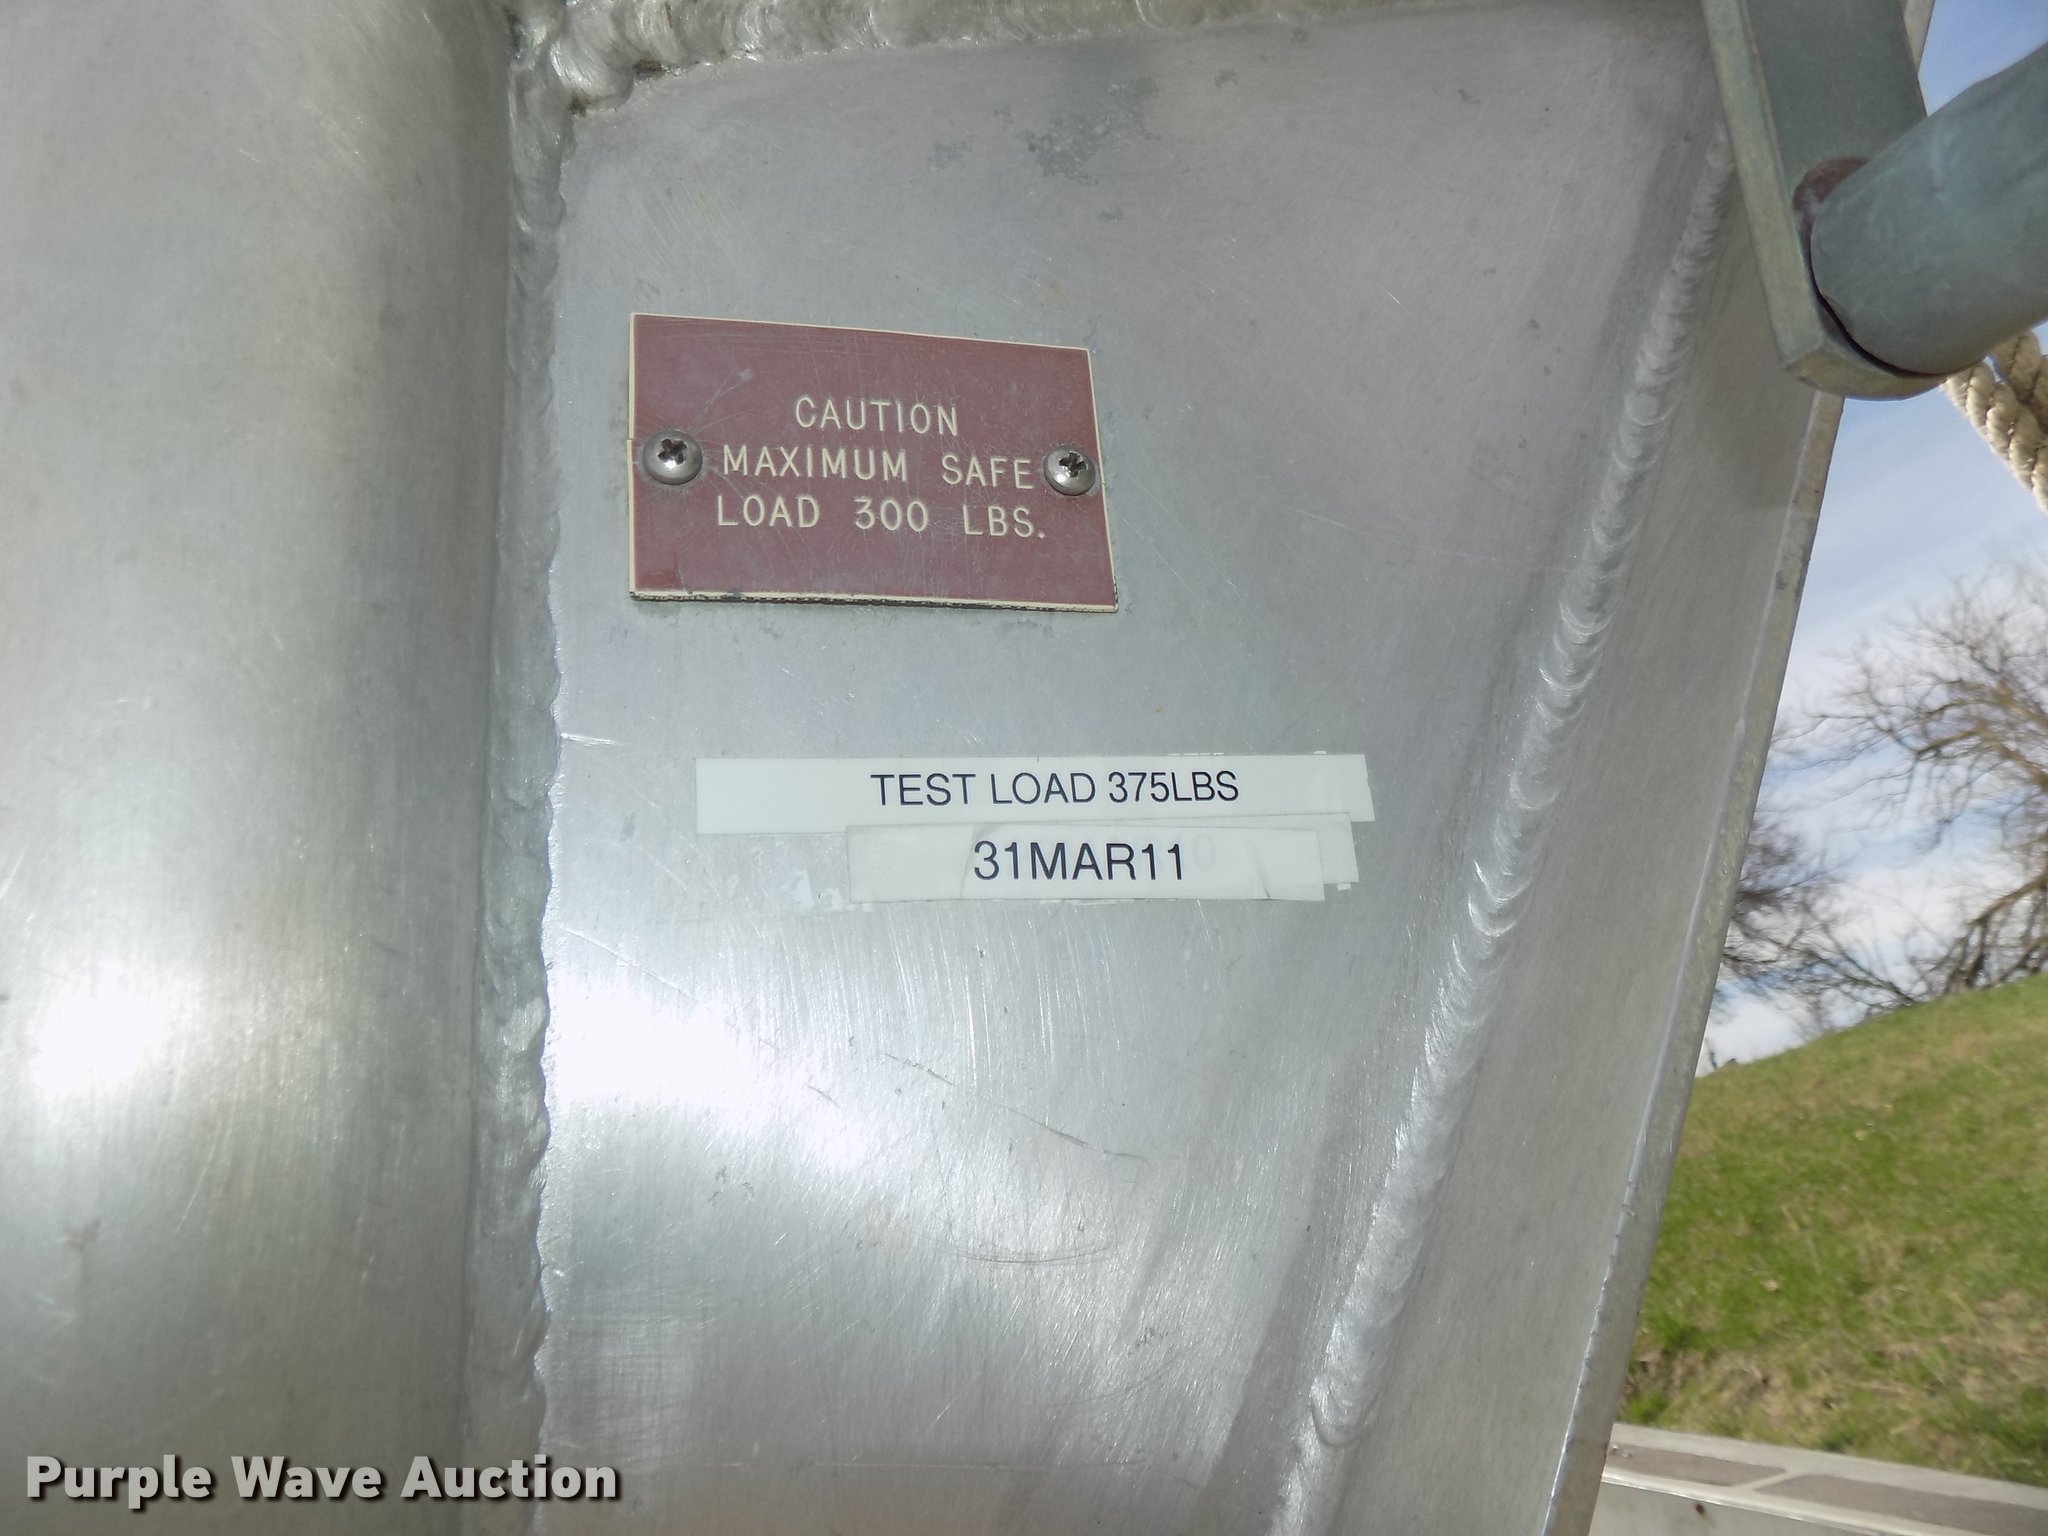 CAUTION
MAXIMUM SAFE
LOAD 300 LBS.
TEST LOAD 375LBS
31MAR11
Purple Wave Auction